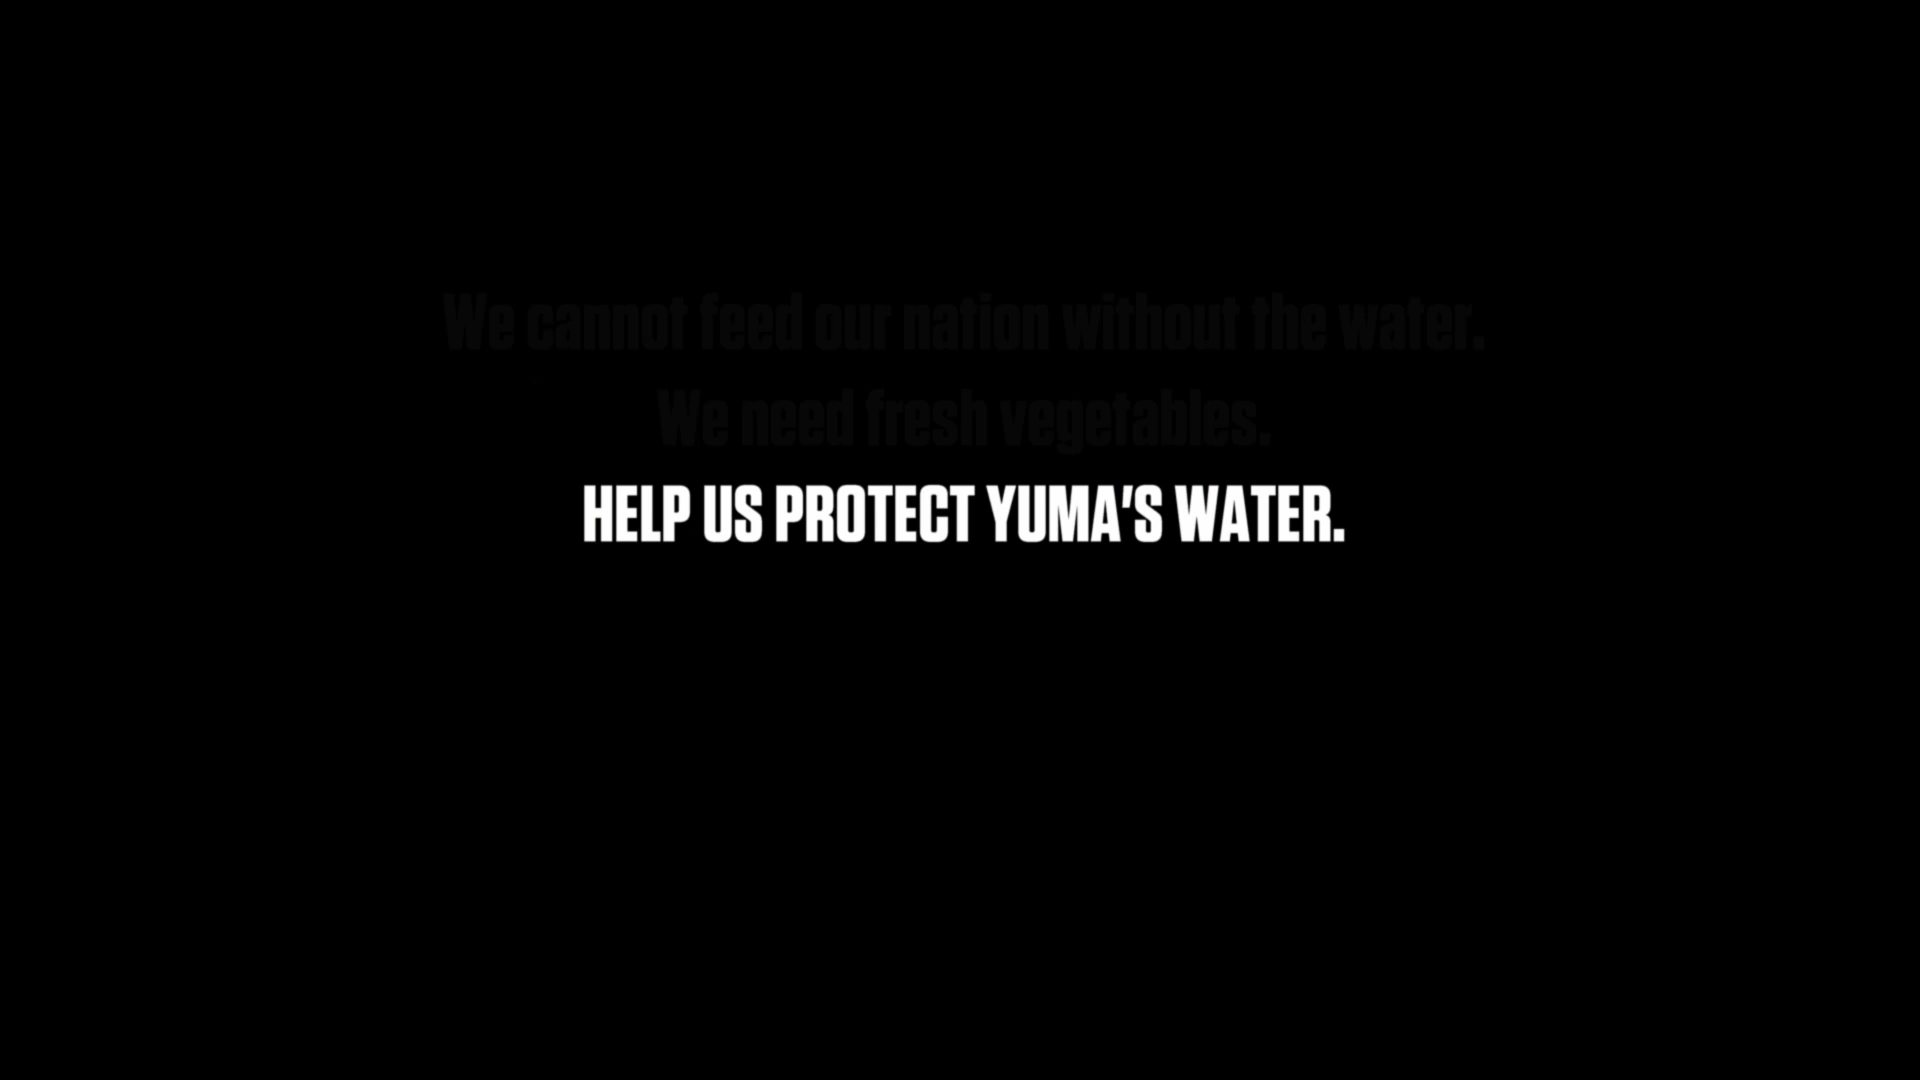 We cannot feed our nation without the water.
We need fresh vegetables.
HELP US PROTECT YUMA'S WATER.